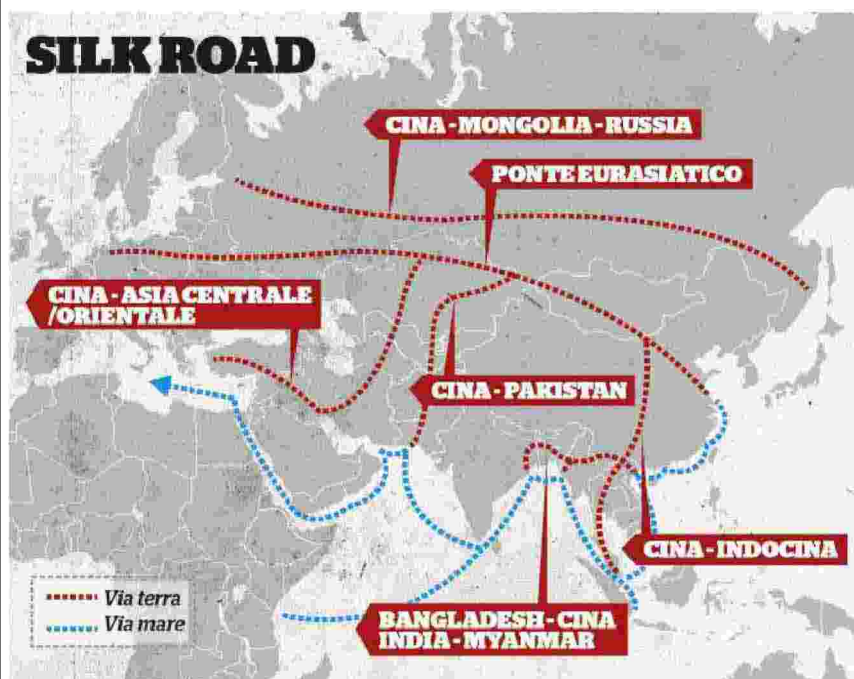 SILK ROAD
CINA - MONGOLIA - RUSSIA
PONTE EURASIATICO
CINA - ASIA CENTRALE
/ORIENTALE
CINA - PAKISTAN
CINA - INDOCINA
BANGLADESH - CINA
INDIA - MYANMAR
Via terra
Via mare